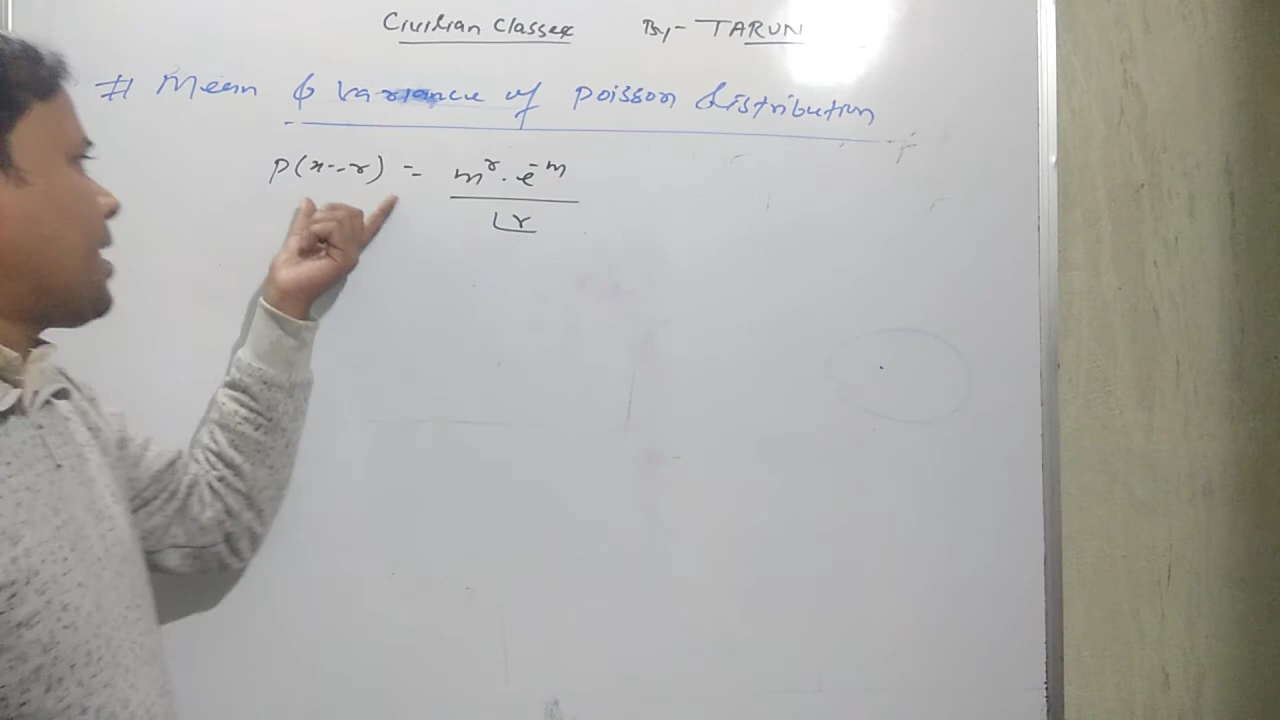 Civilian Classes By- TARUN
# Mean & variance of poisson distribution
P(x=r) = m^r . e^-m / ⌊r